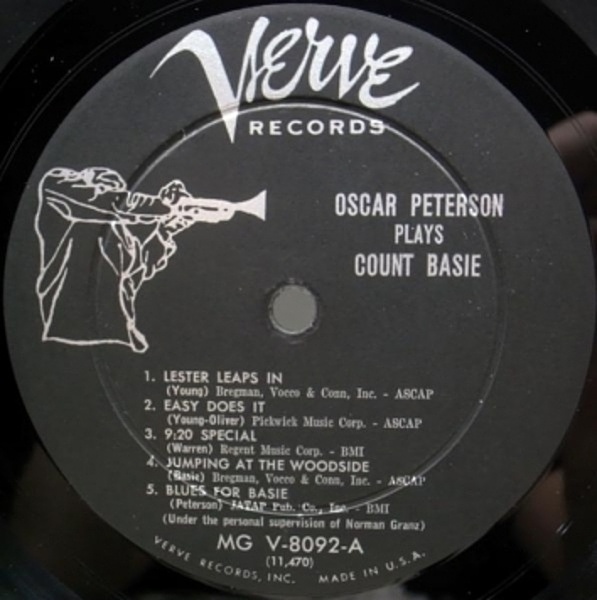 Verve
RECORDS
OSCAR PETERSON
PLAYS
COUNT BASIE
1. LESTER LEAPS IN
(Young) Bregman, Vocco & Conn, Inc. - ASCAP
2. EASY DOES IT
(Young-Oliver) Pickwick Music Corp. - ASCAP
3. 9:20 SPECIAL
(Warren) Regent Music Corp. - BMI
4. JUMPING AT THE WOODSIDE
(Basie) Bregman, Vocco & Conn, Inc. - ASCAP
5. BLUES FOR BASIE
(Peterson) JATAP Pub. Co., Inc. - BMI
(Under the personal supervision of Norman Granz)
MG V-8092-A
(11,470)
VERVE RECORDS, INC. MADE IN U.S.A.